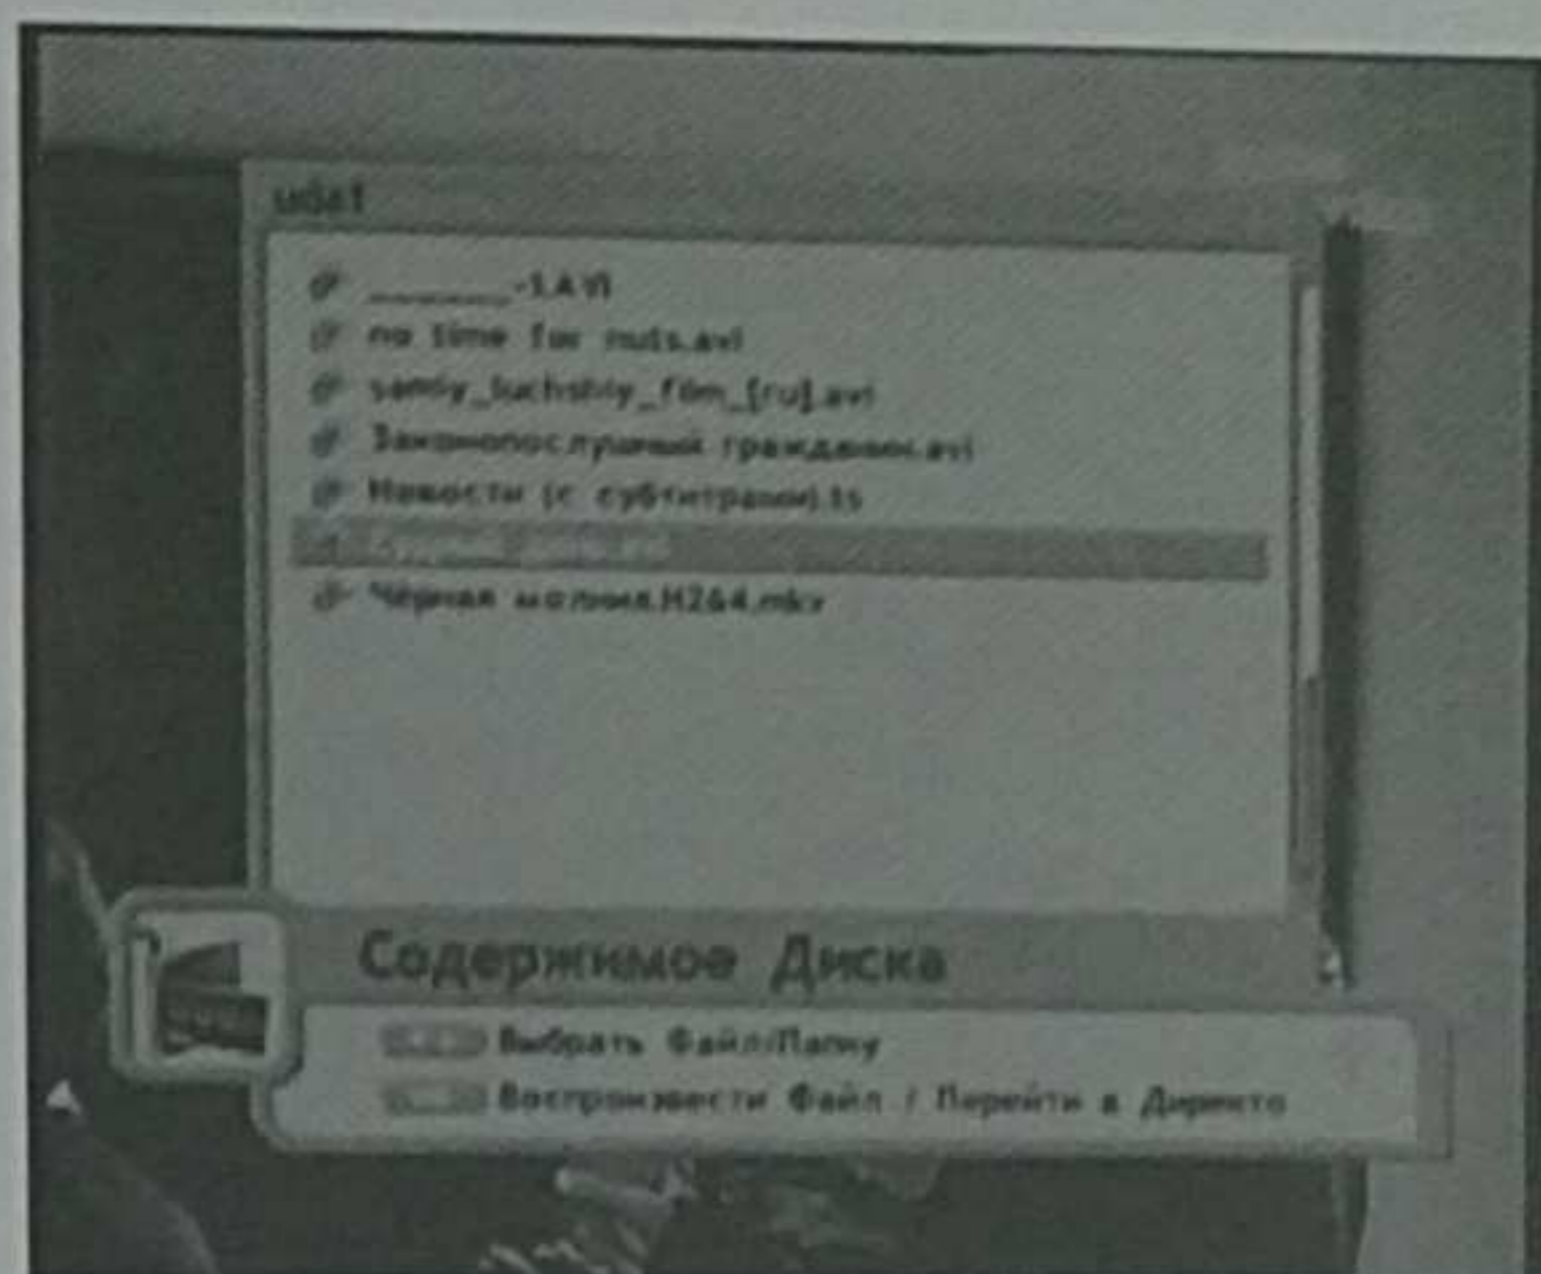 _______-1.AVI
no time for nuts.avi
samiy_luchshiy_film_[ru].avi
Законопослушный гражданин.avi
Новости (с субтитрами).ts
Чёрная молния.H264.mkv
Содержимое Диска
Выбрать Файл/Папку
Воспроизвести Файл / Перейти в Директо